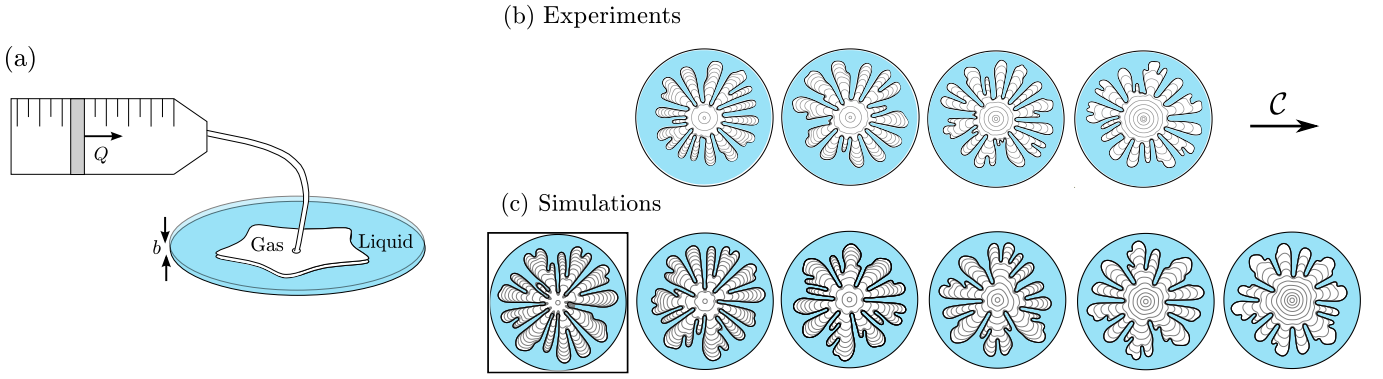 (a)
Q
b
Gas
Liquid
(b) Experiments
𝒞
(c) Simulations